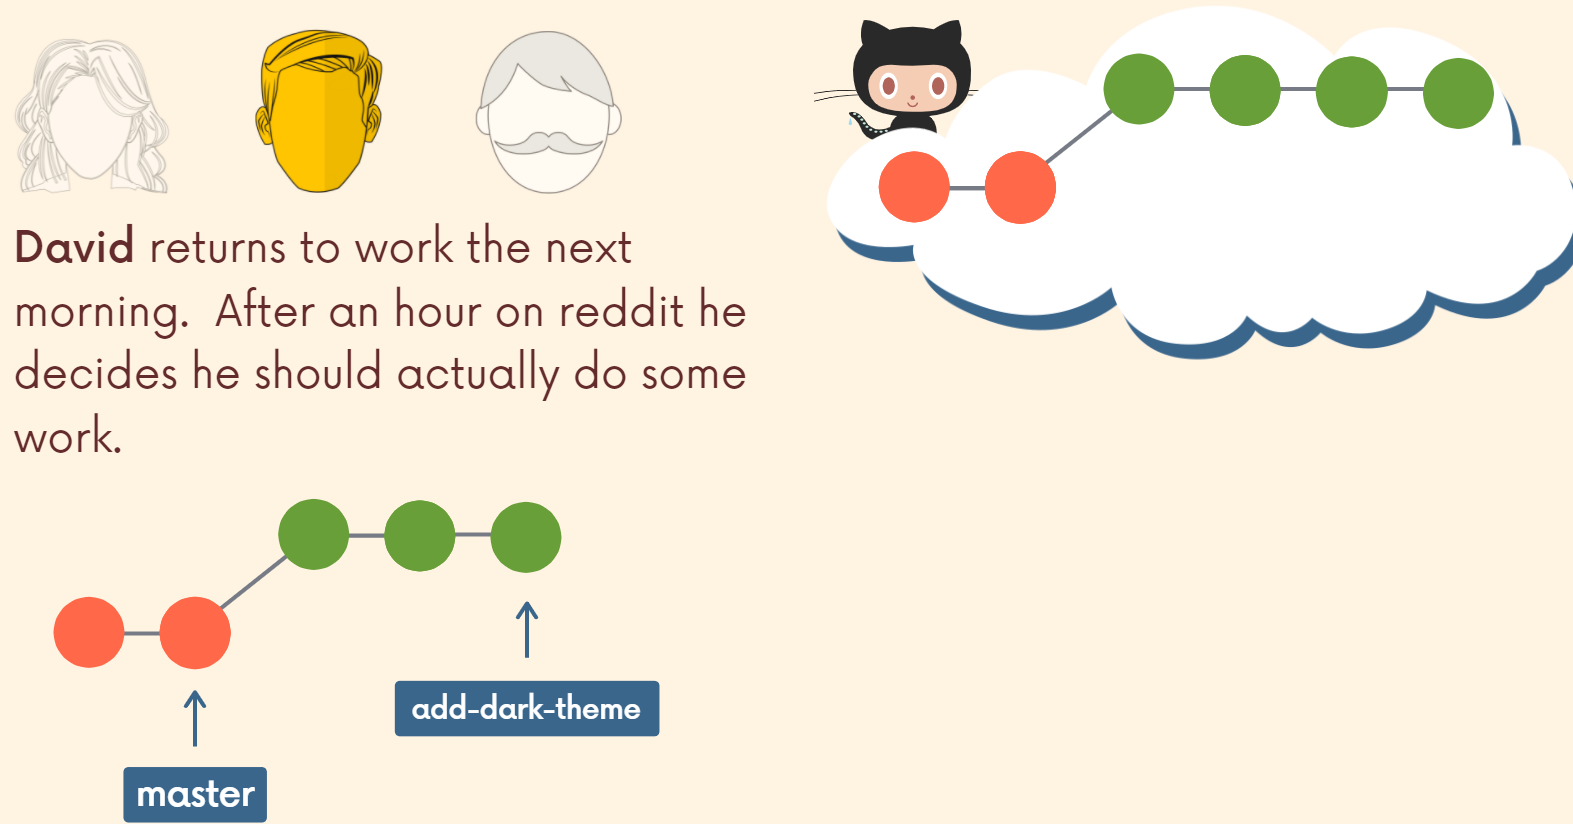 David returns to work the next
morning. After an hour on reddit he
decides he should actually do some
work.
add-dark-theme
master